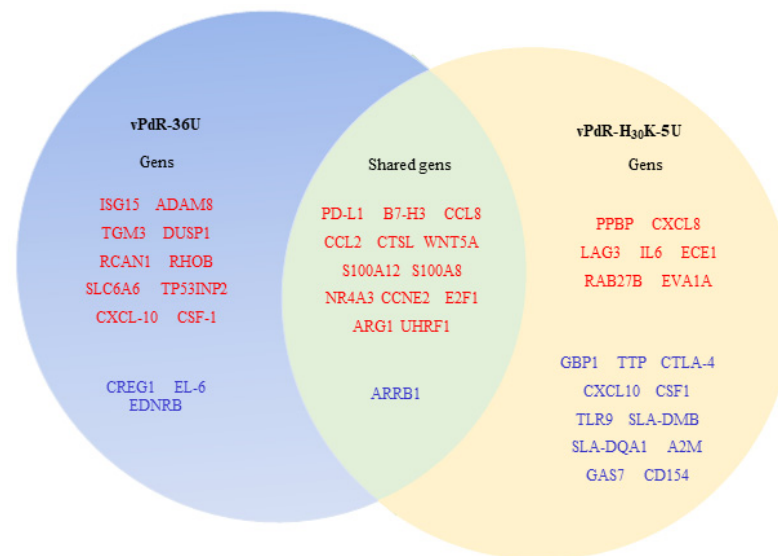 vPdR-36U
Gens
ISG15 ADAM8
TGM3 DUSP1
RCAN1 RHOB
SLC6A6 TP53INP2
CXCL-10 CSF-1
CREG1 EL-6
EDNRB
Shared gens
PD-L1 B7-H3 CCL8
CCL2 CTSL WNT5A
S100A12 S100A8
NR4A3 CCNE2 E2F1
ARG1 UHRF1
ARRB1
vPdR-H₃₀K-5U
Gens
PPBP CXCL8
LAG3 IL6 ECE1
RAB27B EVA1A
GBP1 TTP CTLA-4
CXCL10 CSF1
TLR9 SLA-DMB
SLA-DQA1 A2M
GAS7 CD154